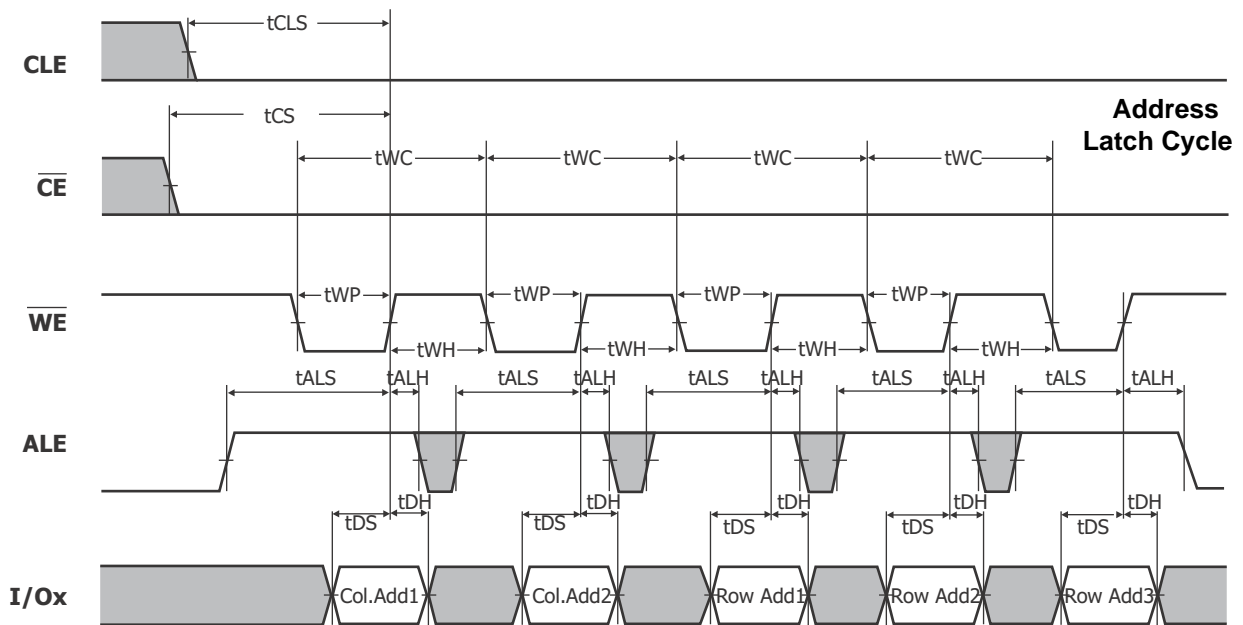 tCLS
CLE
tCS
Address
Latch Cycle
tWC tWC tWC tWC
CE
tWP tWP tWP tWP
WE
tWH tWH tWH tWH
tALS tALH tALS tALH tALS tALH tALS tALH tALS tALH
ALE
tDH tDH tDH tDH tDH
tDS tDS tDS tDS tDS
I/Ox
Col.Add1 Col.Add2 Row Add1 Row Add2 Row Add3